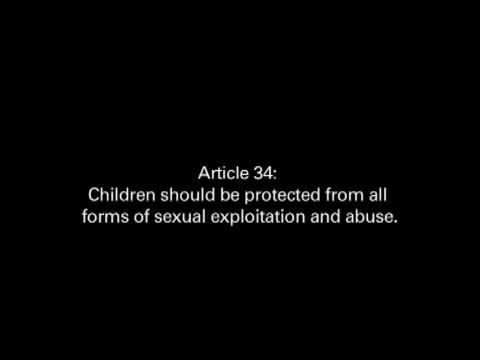 Article 34:
Children should be protected from all
forms of sexual exploitation and abuse.